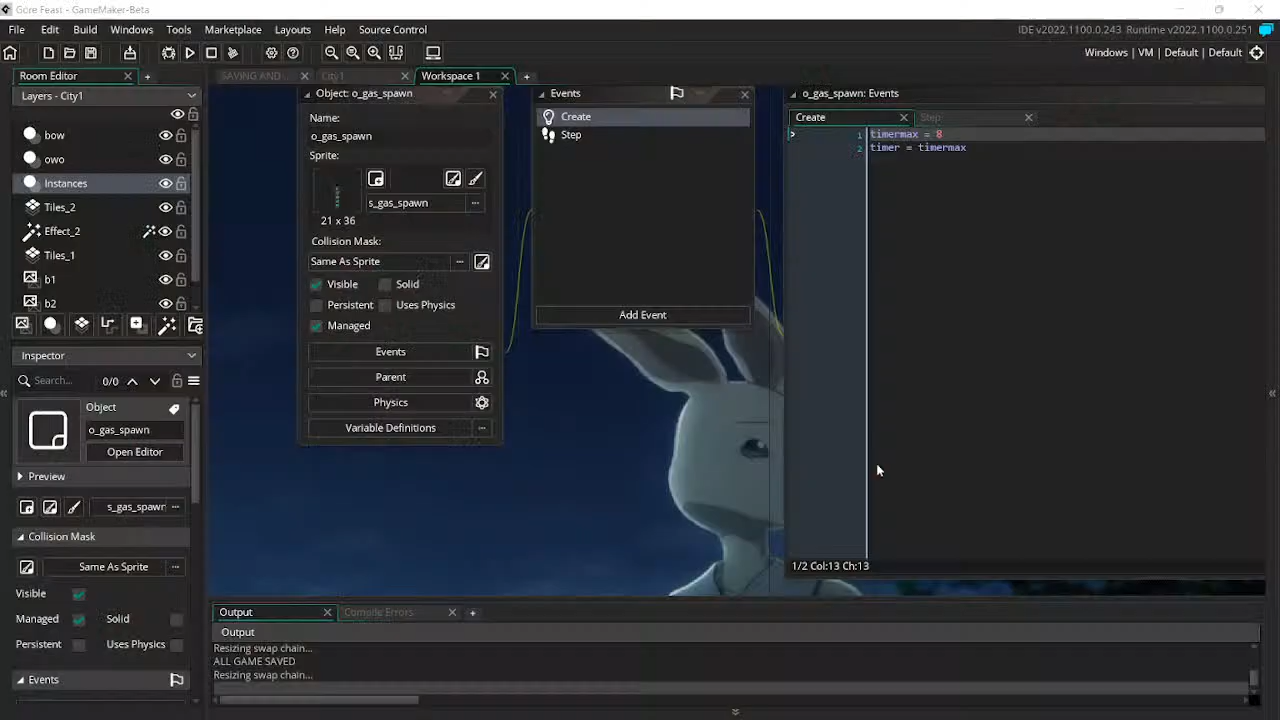 Gore Feast - GameMaker-Beta
File Edit Build Windows Tools Marketplace Layouts Help Source Control
IDE v2022.1100.0.243 Runtime v2022.1100.0.251
Windows | VM | Default | Default
Room Editor
SAVING AND ...
City1
Workspace 1
Layers - City1
bow
owo
Instances
Tiles_2
Effect_2
Tiles_1
b1
b2
Inspector
Search...
0/0
Object
o_gas_spawn
Open Editor
Preview
s_gas_spawn
Collision Mask
Same As Sprite
Visible
Managed
Solid
Persistent
Uses Physics
Events
Object: o_gas_spawn
Name:
o_gas_spawn
Sprite:
s_gas_spawn
21 x 36
Collision Mask:
Same As Sprite
Visible
Solid
Persistent
Uses Physics
Managed
Events
Parent
Physics
Variable Definitions
Events
Create
Step
Add Event
o_gas_spawn: Events
Create
Step
1 timermax = 8
2 timer = timermax
1/2 Col:13 Ch:13
Output
Compile Errors
Output
Resizing swap chain...
ALL GAME SAVED
Resizing swap chain...